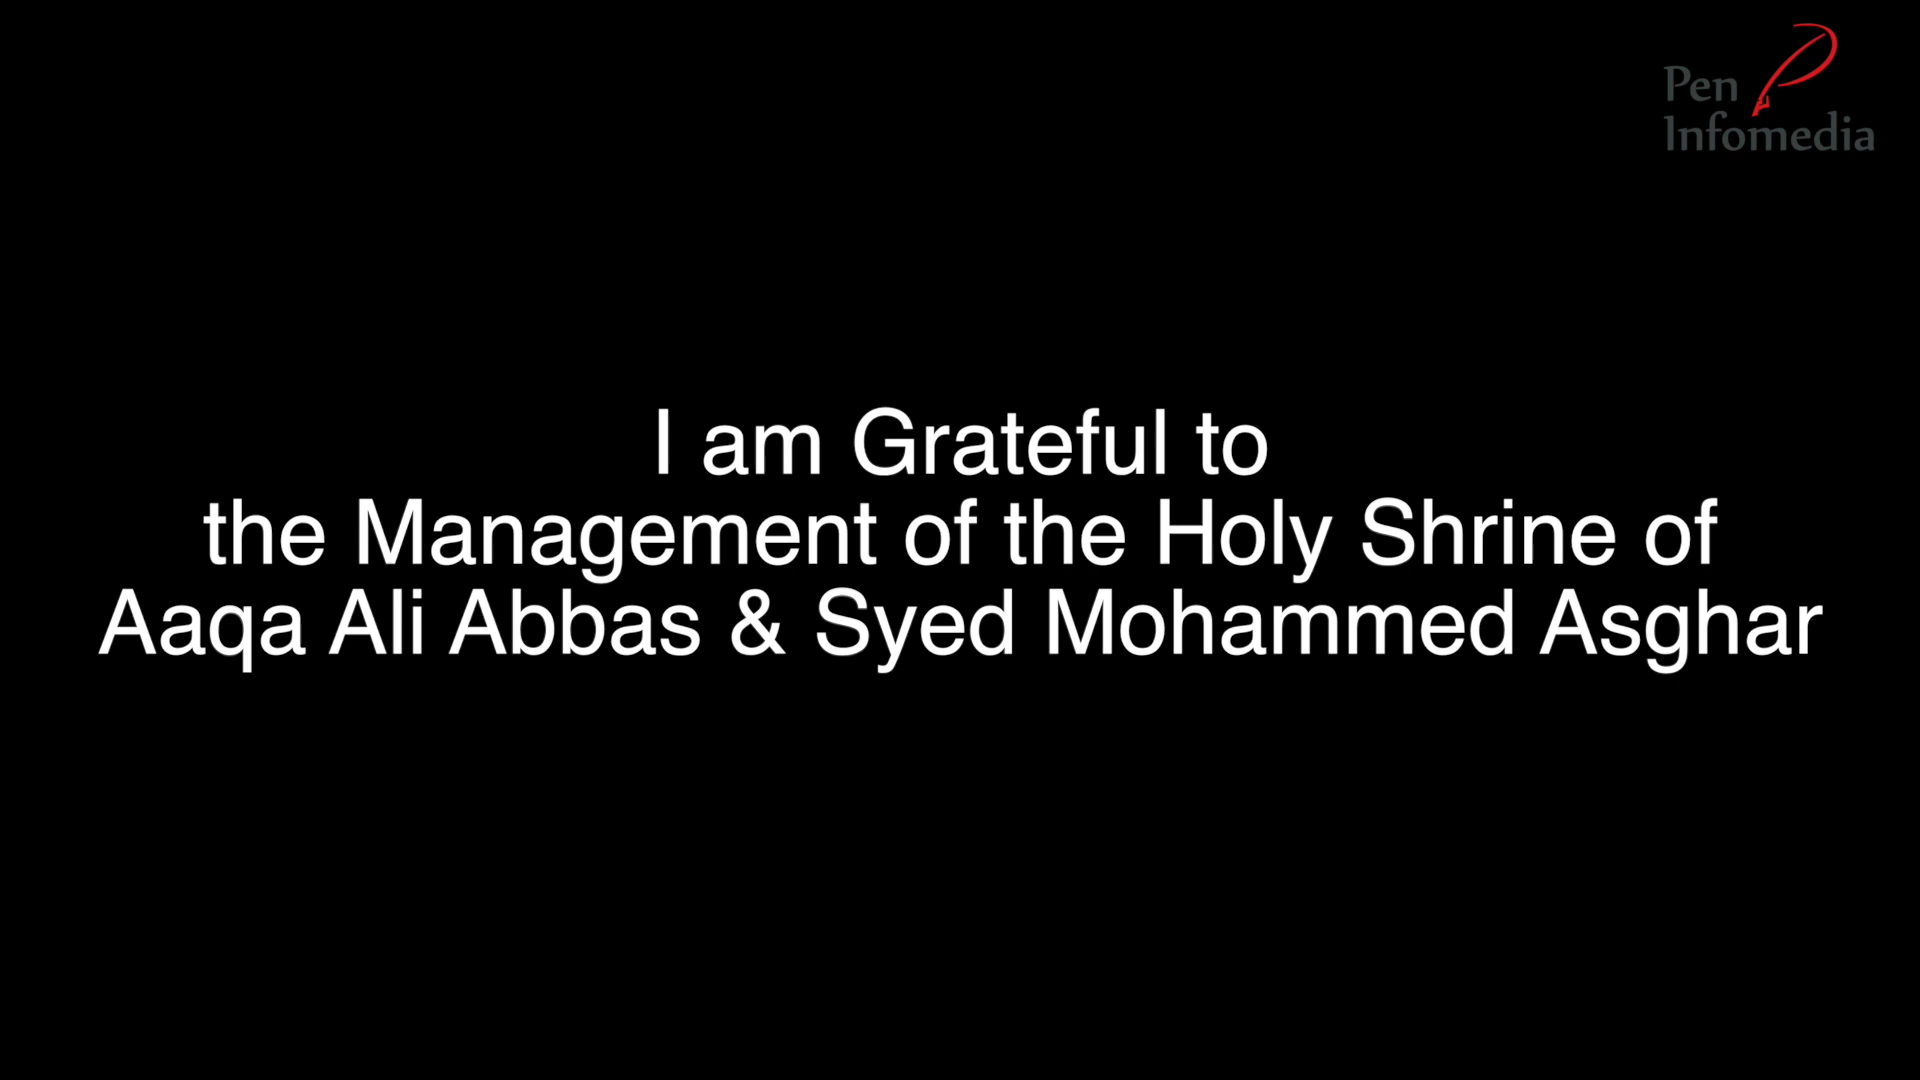 Pen
Infomedia
I am Grateful to
the Management of the Holy Shrine of
Aaqa Ali Abbas & Syed Mohammed Asghar